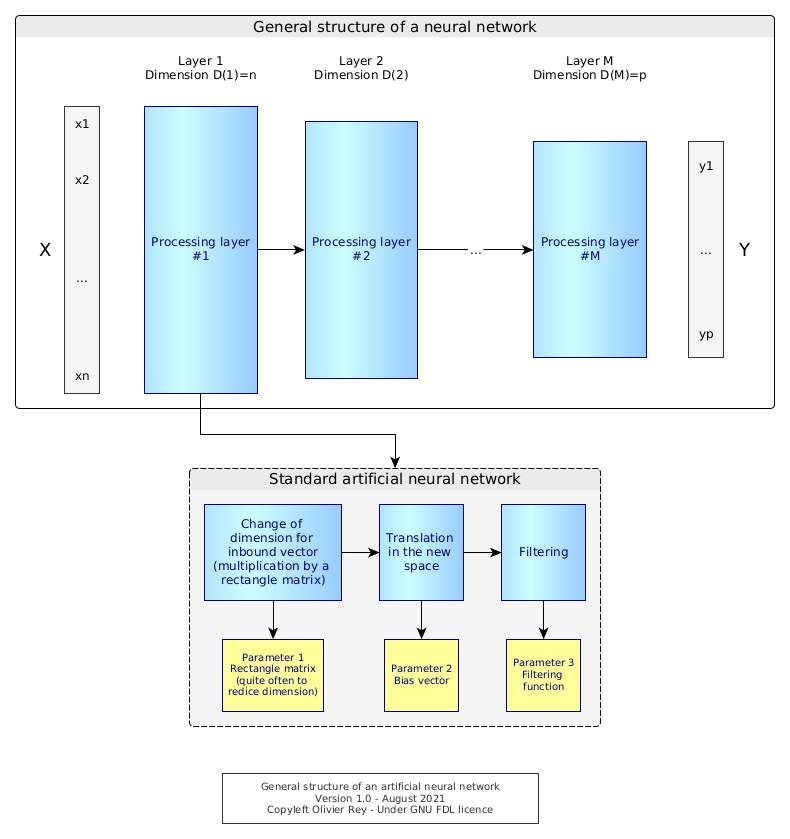 General structure of a neural network
Layer 1
Dimension D(1)=n
Layer 2
Dimension D(2)
Layer M
Dimension D(M)=p
X
x1
x2
...
xn
Processing layer
#1
Processing layer
#2
...
Processing layer
#M
y1
...
yp
Y
Standard artificial neural network
Change of
dimension for
inbound vector
(multiplication by a
rectangle matrix)
Translation
in the new
space
Filtering
Parameter 1
Rectangle matrix
(quite often to
redice dimension)
Parameter 2
Bias vector
Parameter 3
Filtering
function
General structure of an artificial neural network
Version 1.0 - August 2021
Copyleft Olivier Rey - Under GNU FDL licence